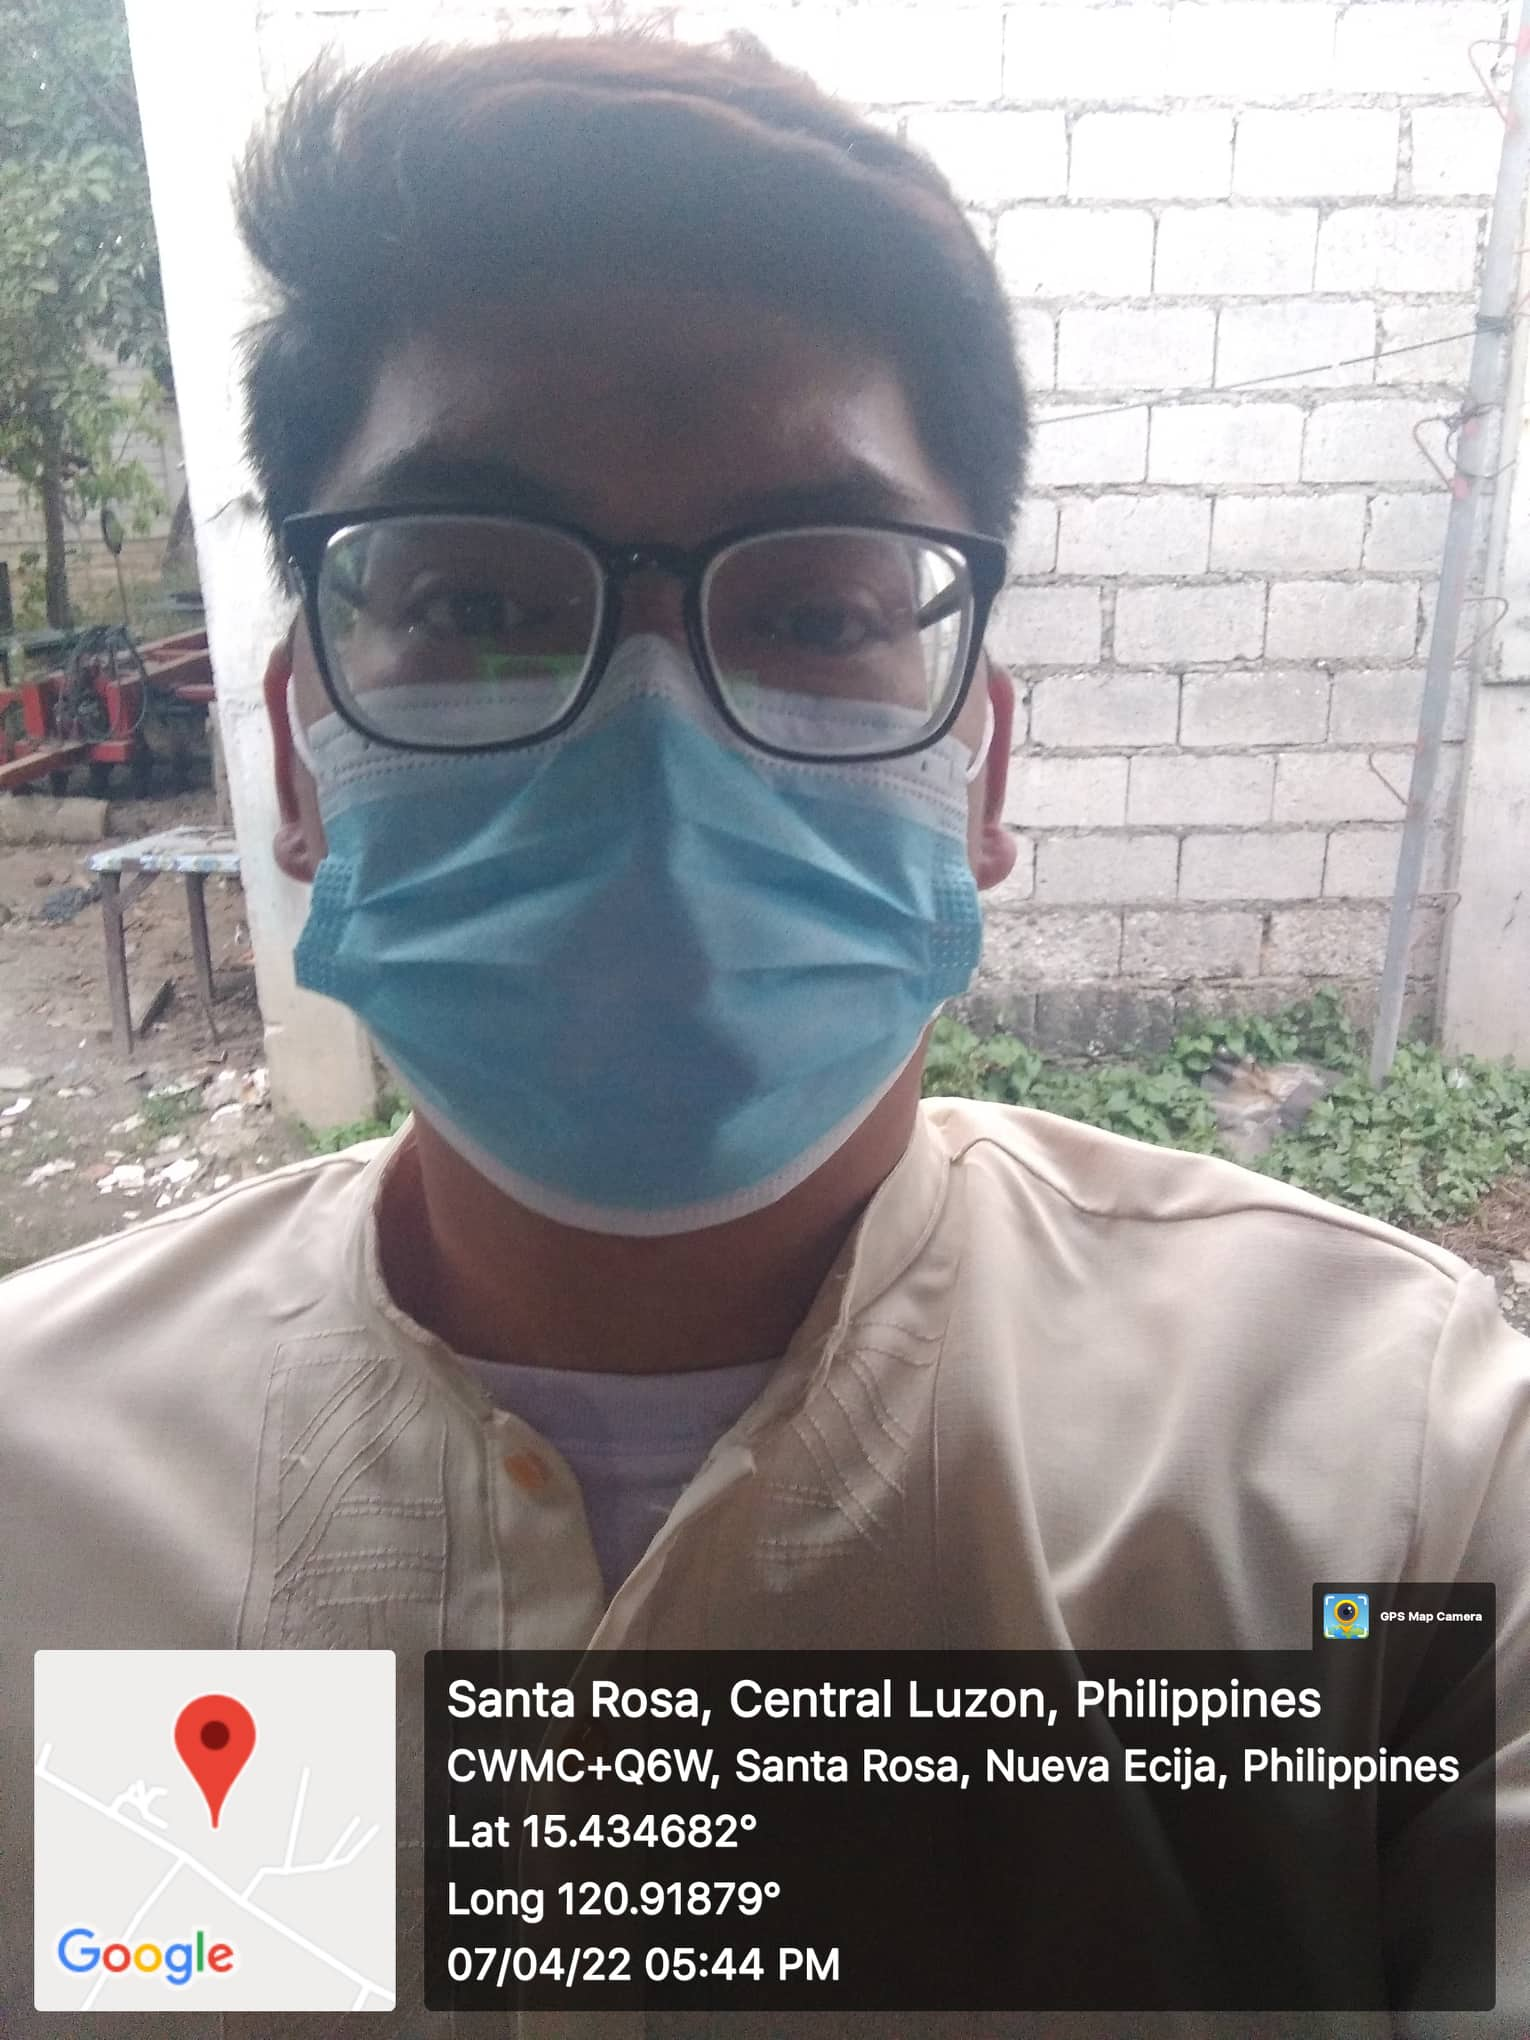 GPS Map Camera
Santa Rosa, Central Luzon, Philippines
CWMC+Q6W, Santa Rosa, Nueva Ecija, Philippines
Lat 15.434682°
Long 120.91879°
07/04/22 05:44 PM
Google